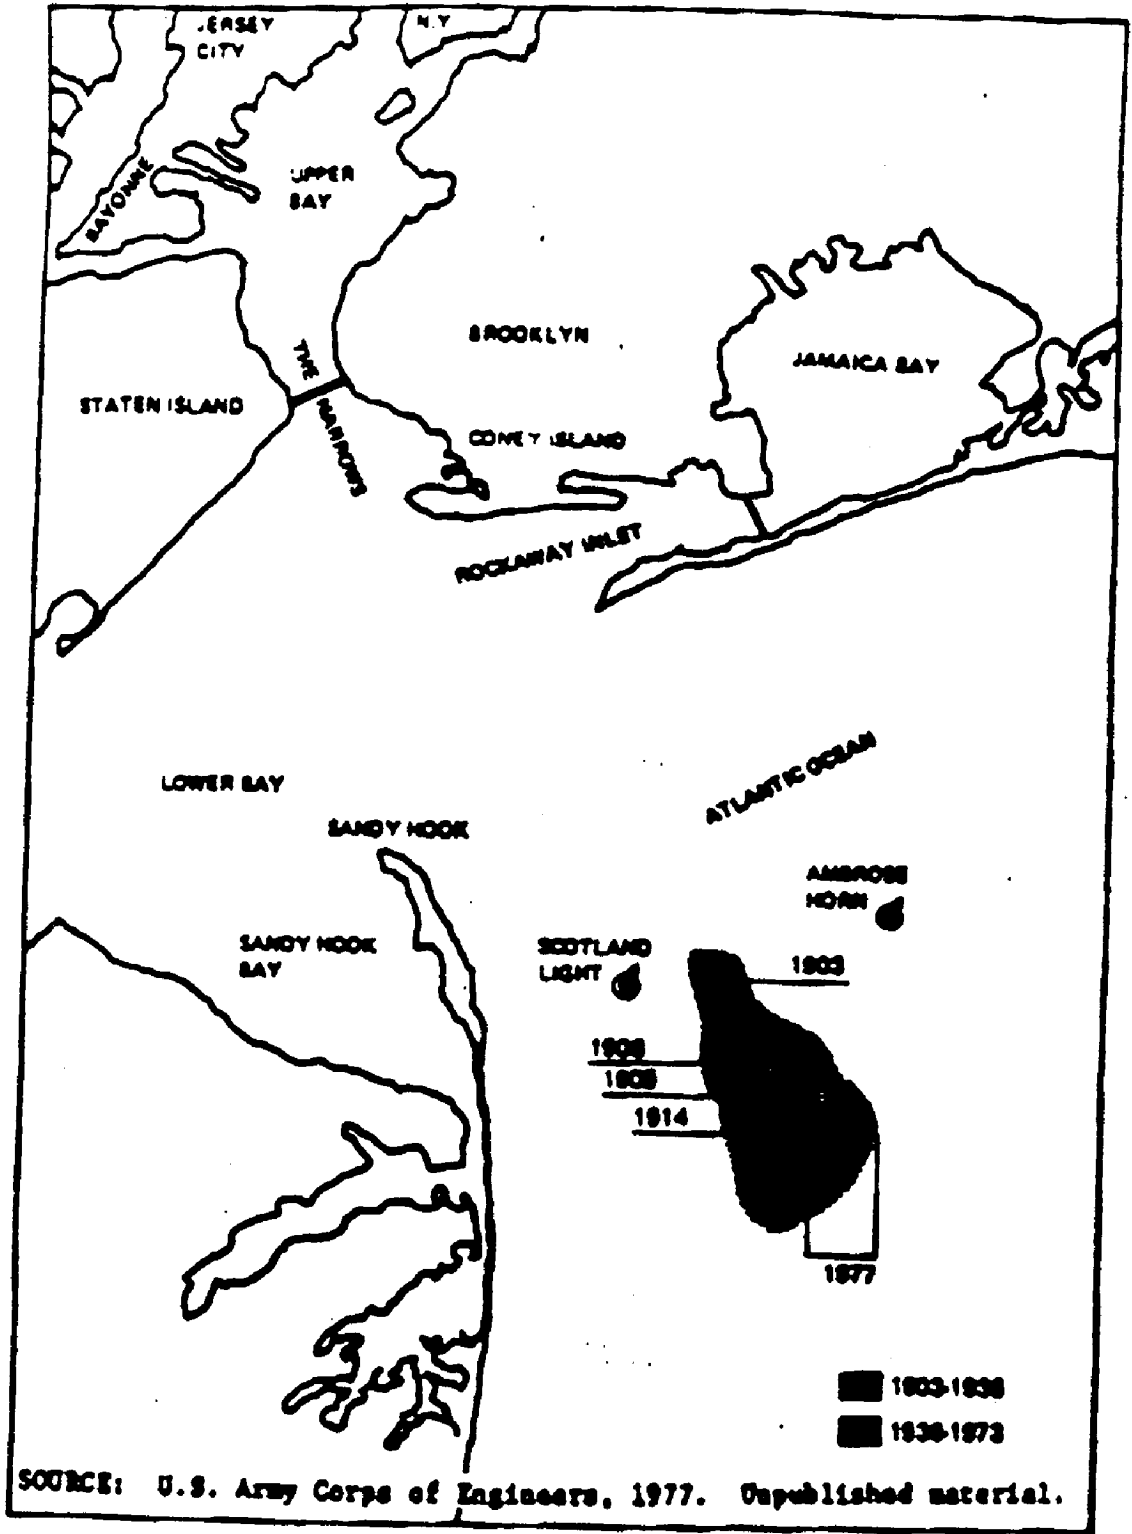 JERSEY
CITY
N.Y
UPPER
BAY
BAYONNE
BROOKLYN
JAMAICA BAY
THE
NARROWS
STATEN ISLAND
CONEY ISLAND
ROCKAWAY INLET
ATLANTIC OCEAN
LOWER BAY
SANDY HOOK
AMBROSE
HORN
SANDY HOOK
BAY
SCOTLAND
LIGHT
1903
1908
1914
1977
SOURCE: U.S. Army Corps of Engineers, 1977. Unpublished material.